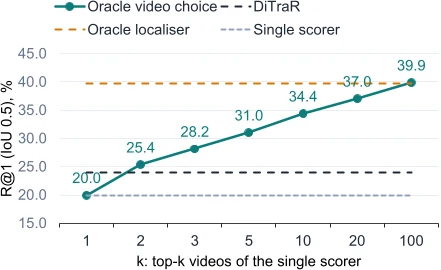 Oracle video choice DiTraR
Oracle localiser Single scorer
R@1 (IoU 0.5), %
45.0
40.0
35.0
30.0
25.0
20.0
15.0
20.0 25.4 28.2 31.0 34.4 37.0 39.9
1 2 3 5 10 20 100
k: top-k videos of the single scorer